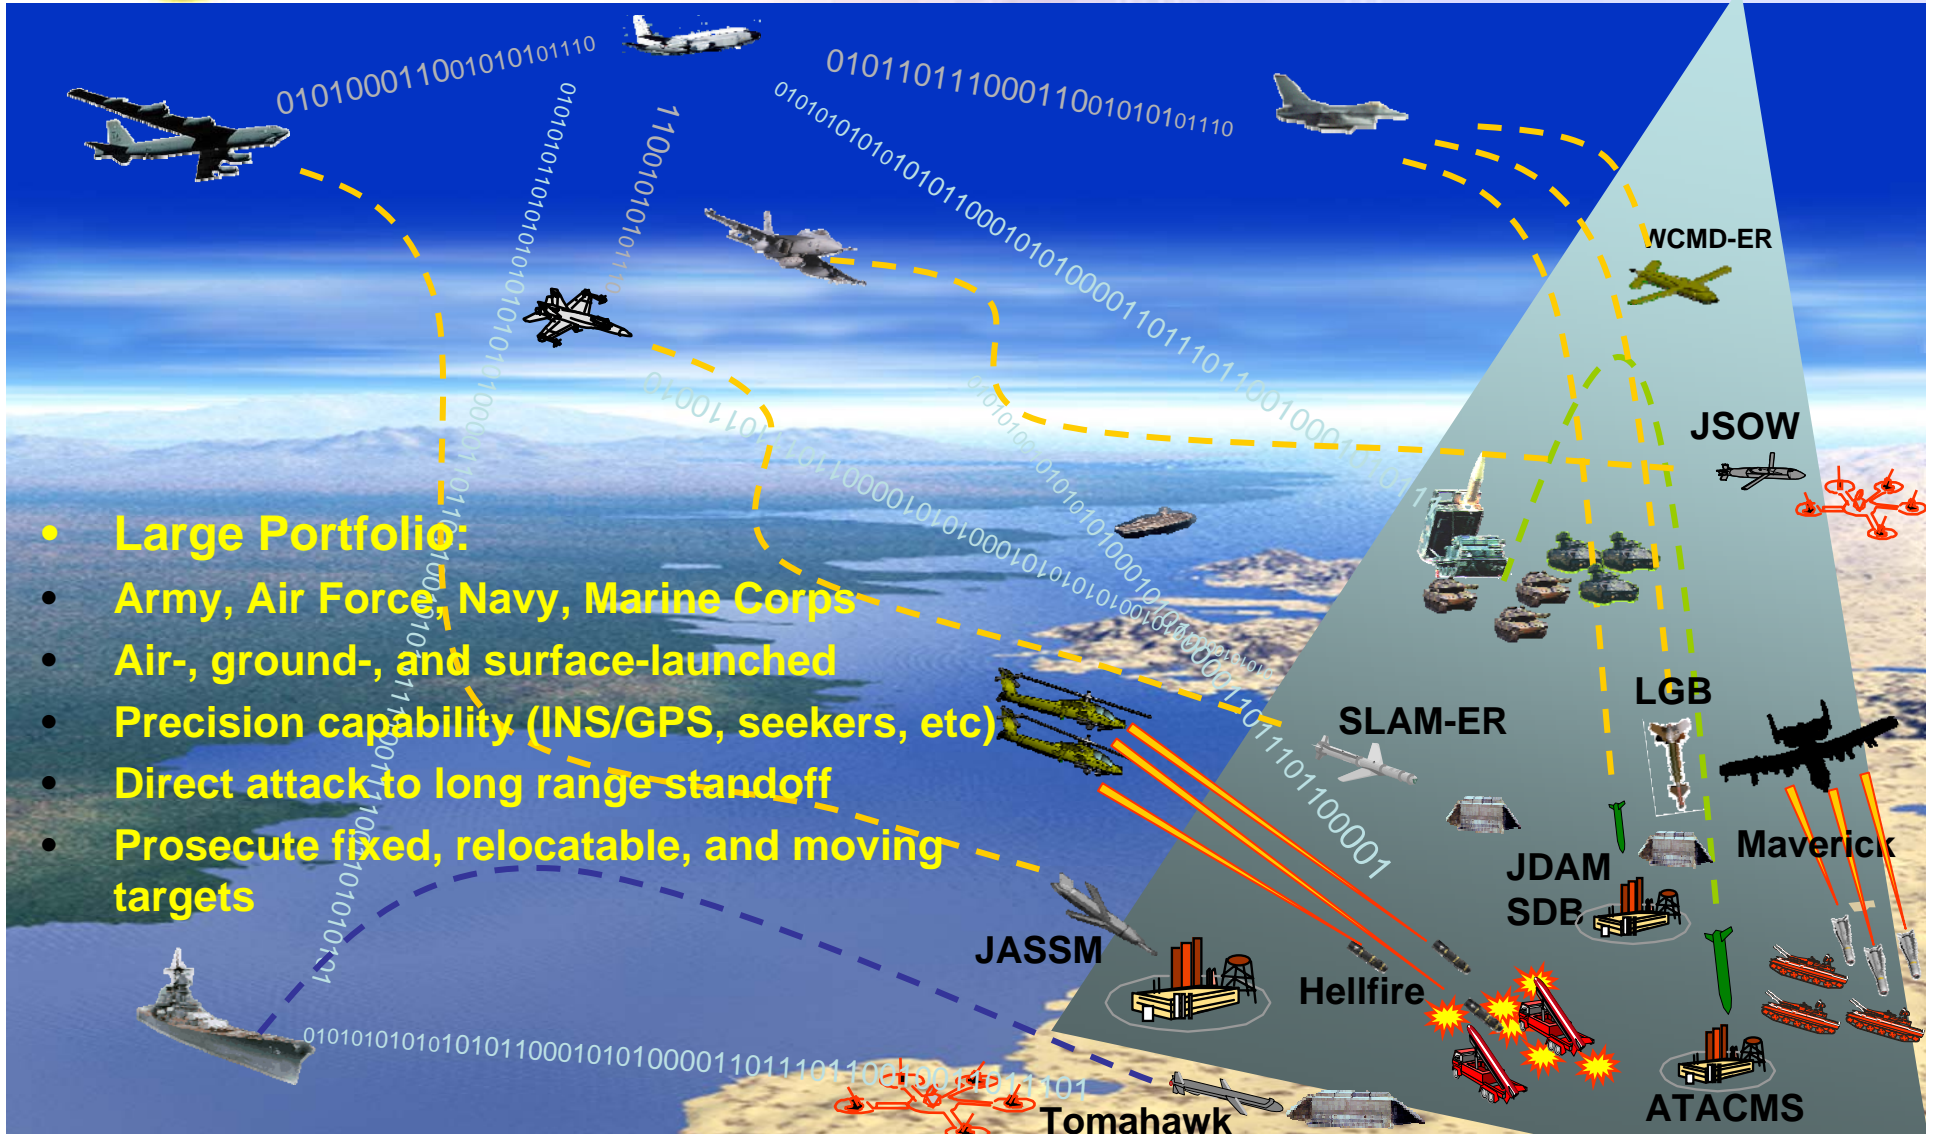 01010001100101010101110
0101101110001100101010101110
WCMD-ER
JSOW
• Large Portfolio:
• Army, Air Force, Navy, Marine Corps
• Air-, ground-, and surface-launched
• Precision capability (INS/GPS, seekers, etc)
• Direct attack to long range standoff
• Prosecute fixed, relocatable, and moving
targets
SLAM-ER
LGB
Maverick
JDAM
SDB
JASSM
Hellfire
ATACMS
Tomahawk